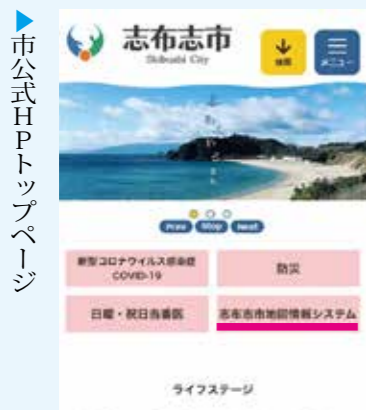 ▶市公式HPトップページ
志布志市
Shibushi City
検索
メニュー
Prev Stop Next
新型コロナウイルス感染症
COVID-19
防災
日曜・祝日当番医
志布志市地図情報システム
ライフステージ